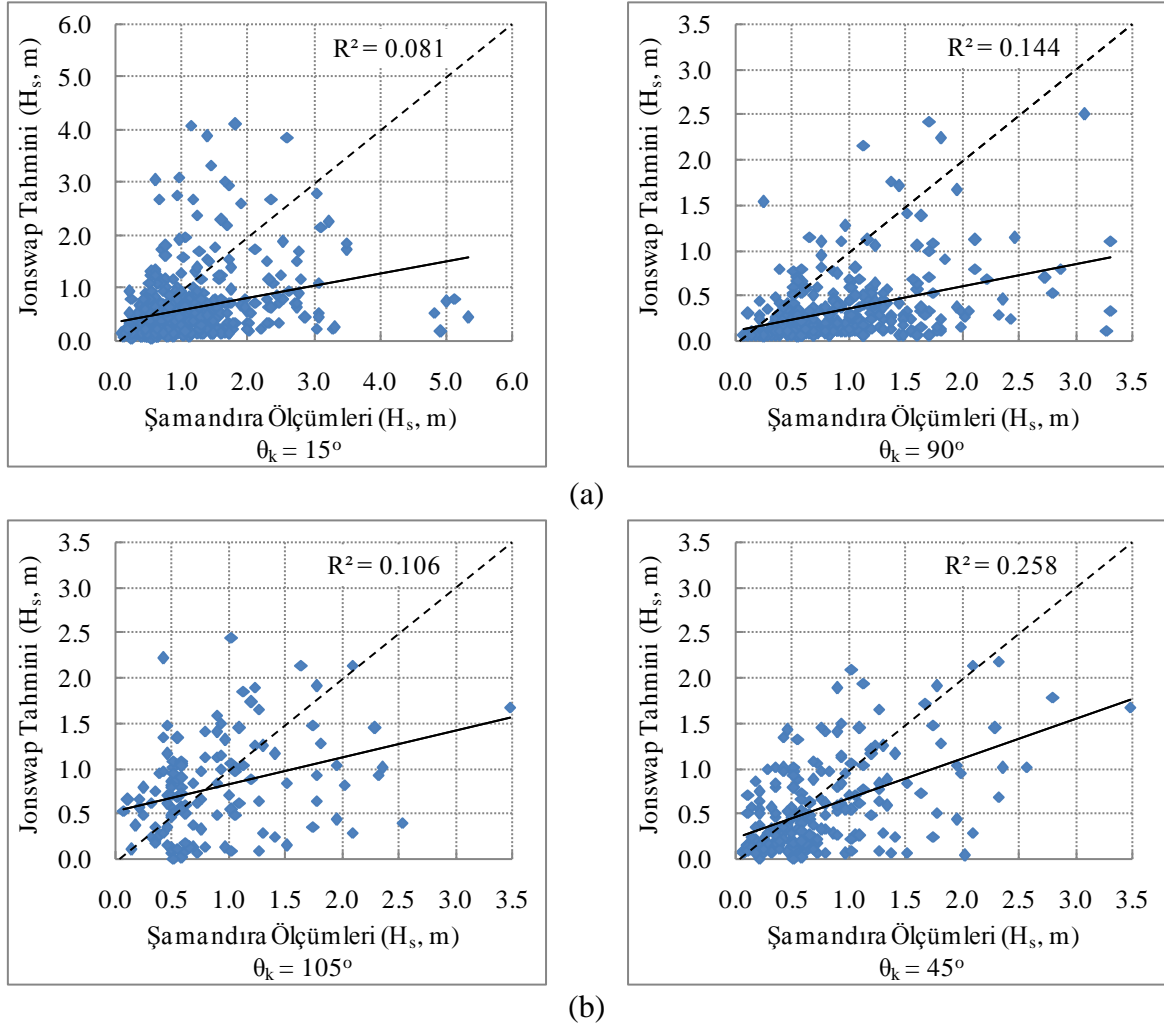 6.0
5.0
4.0
3.0
2.0
1.0
0.0
Jonswap Tahmini (Hs, m)
R² = 0.081
0.0 1.0 2.0 3.0 4.0 5.0 6.0
Şamandıra Ölçümleri (Hs, m)
θk = 15°
3.5
3.0
2.5
2.0
1.5
1.0
0.5
0.0
Jonswap Tahmini (Hs, m)
R² = 0.144
0.0 0.5 1.0 1.5 2.0 2.5 3.0 3.5
Şamandıra Ölçümleri (Hs, m)
θk = 90°
(a)
3.5
3.0
2.5
2.0
1.5
1.0
0.5
0.0
Jonswap Tahmini (Hs, m)
R² = 0.106
0.0 0.5 1.0 1.5 2.0 2.5 3.0 3.5
Şamandıra Ölçümleri (Hs, m)
θk = 105°
3.5
3.0
2.5
2.0
1.5
1.0
0.5
0.0
Jonswap Tahmini (Hs, m)
R² = 0.258
0.0 0.5 1.0 1.5 2.0 2.5 3.0 3.5
Şamandıra Ölçümleri (Hs, m)
θk = 45°
(b)